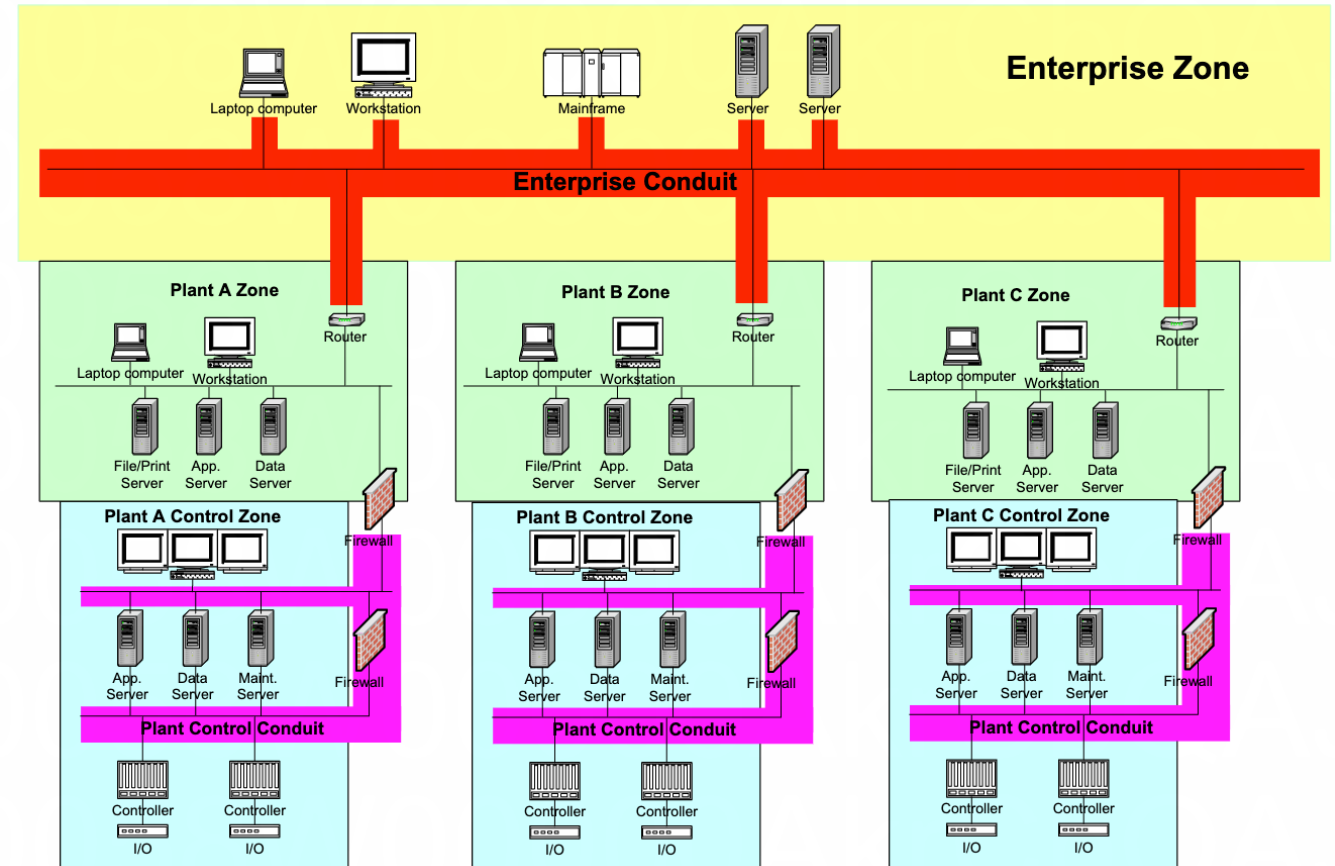 Enterprise Zone
Laptop computer
Workstation
Mainframe
Server
Server
Enterprise Conduit
Plant A Zone
Router
Laptop computer
Workstation
File/Print
Server
App.
Server
Data
Server
Firewall
Plant A Control Zone
App.
Server
Data
Server
Maint.
Server
Firewall
Plant Control Conduit
Controller
Controller
I/O
I/O
Plant B Zone
Router
Laptop computer
Workstation
File/Print
Server
App.
Server
Data
Server
Firewall
Plant B Control Zone
App.
Server
Data
Server
Maint.
Server
Firewall
Plant Control Conduit
Controller
Controller
I/O
I/O
Plant C Zone
Router
Laptop computer
Workstation
File/Print
Server
App.
Server
Data
Server
Firewall
Plant C Control Zone
App.
Server
Data
Server
Maint.
Server
Firewall
Plant Control Conduit
Controller
Controller
I/O
I/O